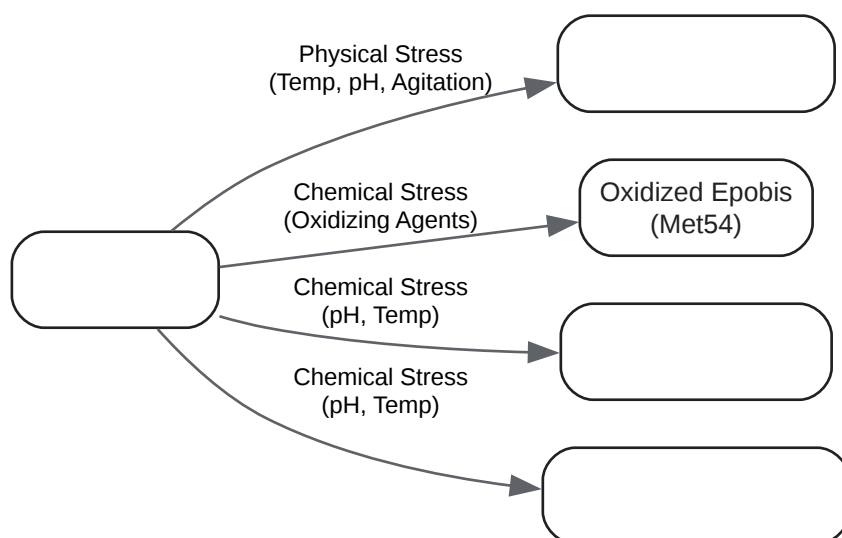 Physical Stress
(Temp, pH, Agitation)
Chemical Stress
(Oxidizing Agents)
Oxidized Epobis
(Met54)
Chemical Stress
(pH, Temp)
Chemical Stress
(pH, Temp)